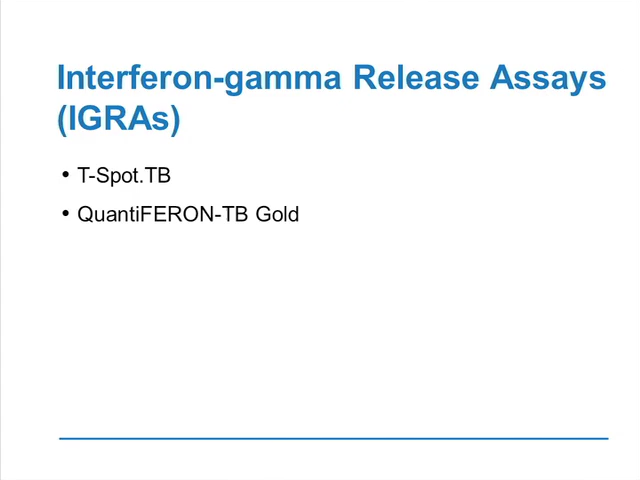 Interferon-gamma Release Assays
(IGRAs)
• T-Spot.TB
• QuantiFERON-TB Gold